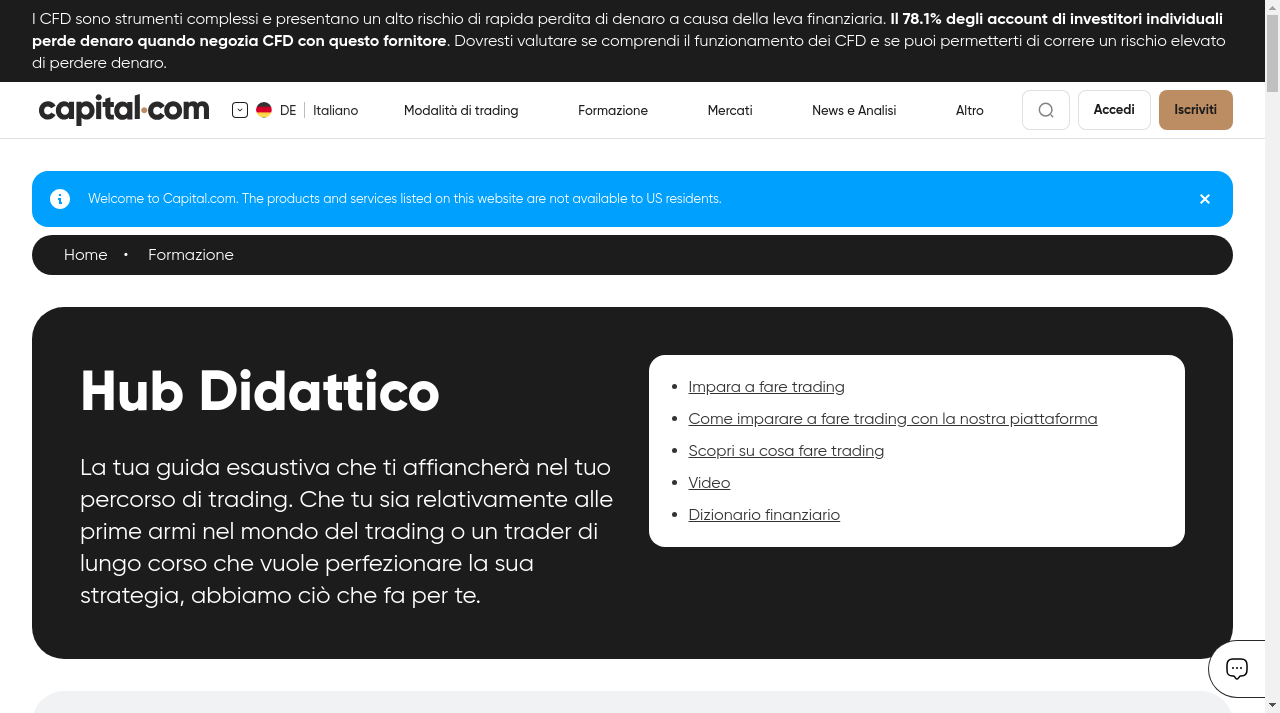 I CFD sono strumenti complessi e presentano un alto rischio di rapida perdita di denaro a causa della leva finanziaria. Il 78.1% degli account di investitori individuali
perde denaro quando negozia CFD con questo fornitore. Dovresti valutare se comprendi il funzionamento dei CFD e se puoi permetterti di correre un rischio elevato
di perdere denaro.
capital.com
DE Italiano
Modalità di trading
Formazione
Mercati
News e Analisi
Altro
Accedi
Iscriviti
Welcome to Capital.com. The products and services listed on this website are not available to US residents.
Home • Formazione
Hub Didattico
La tua guida esaustiva che ti affiancherà nel tuo
percorso di trading. Che tu sia relativamente alle
prime armi nel mondo del trading o un trader di
lungo corso che vuole perfezionare la sua
strategia, abbiamo ciò che fa per te.
• Impara a fare trading
• Come imparare a fare trading con la nostra piattaforma
• Scopri su cosa fare trading
• Video
• Dizionario finanziario